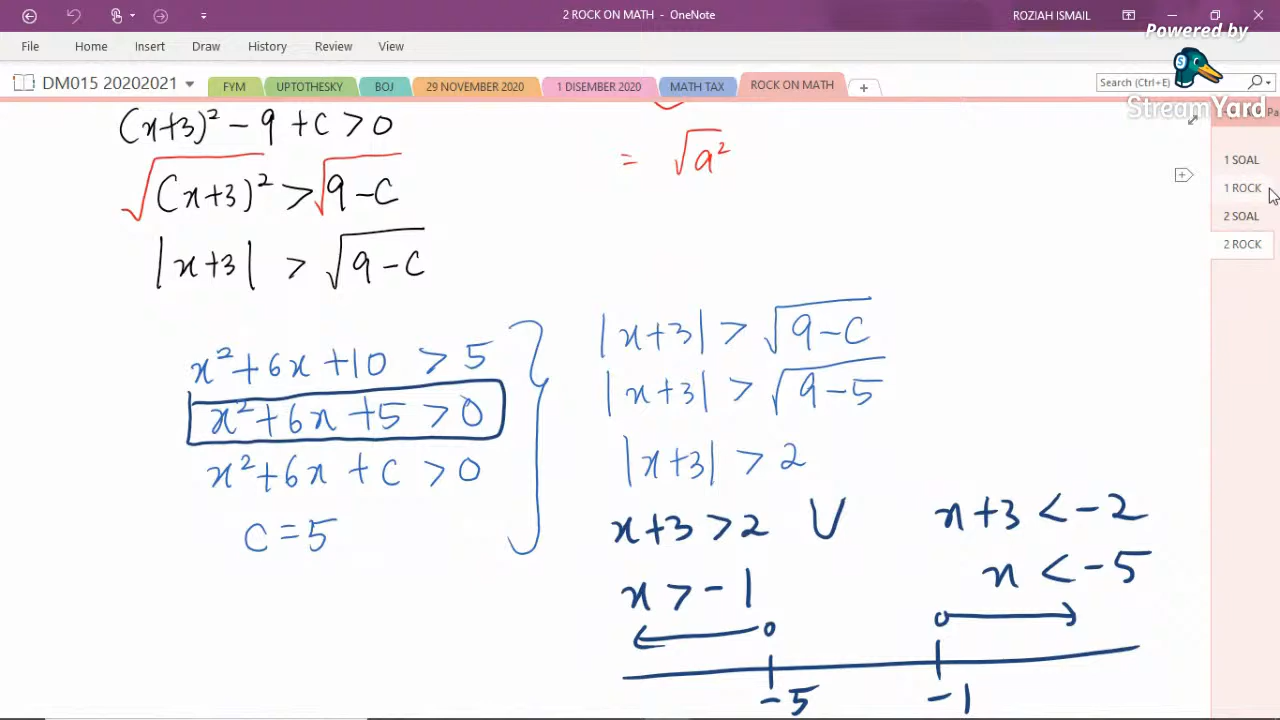 2 ROCK ON MATH - OneNote
ROZIAH ISMAIL
Powered by
File Home Insert Draw History Review View
StreamYard
DM015 20202021
FYM UPTOTHESKY BOJ 29 NOVEMBER 2020 1 DISEMBER 2020 MATH TAX ROCK ON MATH
Search (Ctrl+E)
1 SOAL
1 ROCK
2 SOAL
2 ROCK
(x+3)² - 9 + c > 0
= √a²
√(x+3)² > √9-c
|x+3| > √9-c
x² + 6x + 10 > 5
x² + 6x + 5 > 0
x² + 6x + c > 0
c = 5
|x+3| > √9-c
|x+3| > √9-5
|x+3| > 2
x+3 > 2 ∪ x+3 < -2
x > -1 x < -5
-5 -1